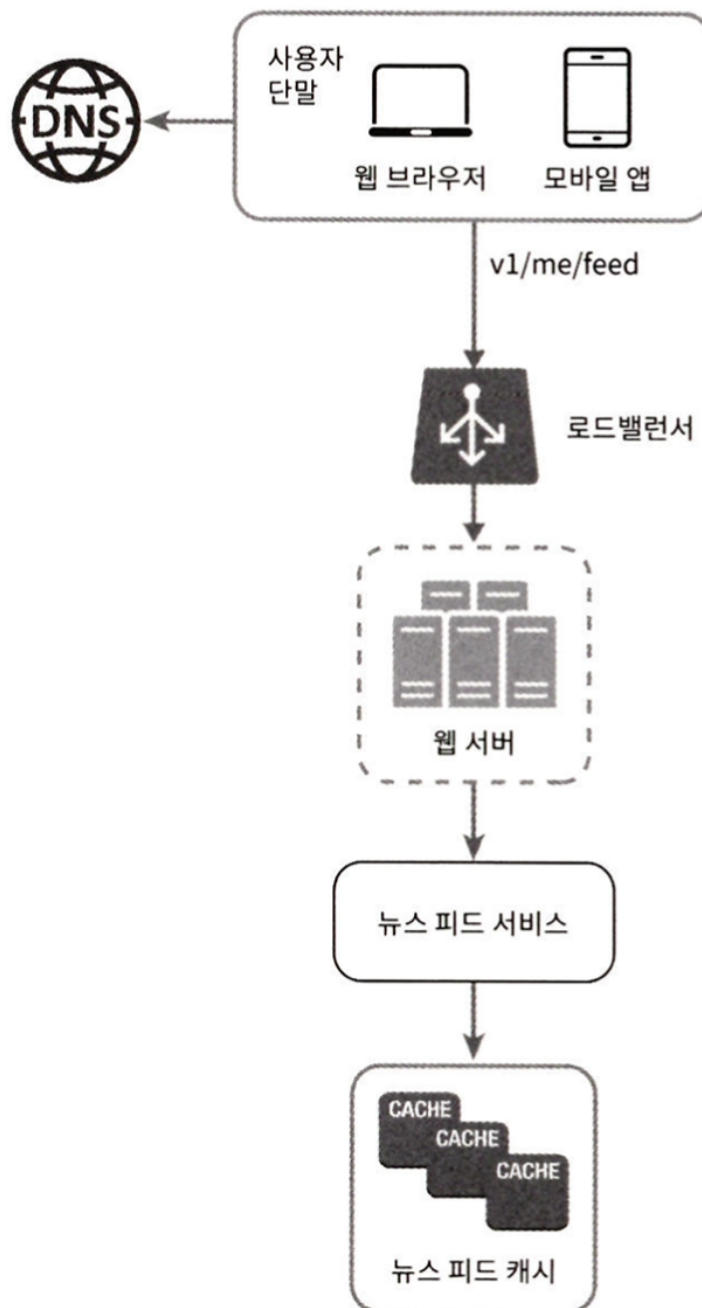 사용자
단말
DNS
웹 브라우저
모바일 앱
v1/me/feed
로드밸런서
웹 서버
뉴스 피드 서비스
CACHE
CACHE
CACHE
뉴스 피드 캐시